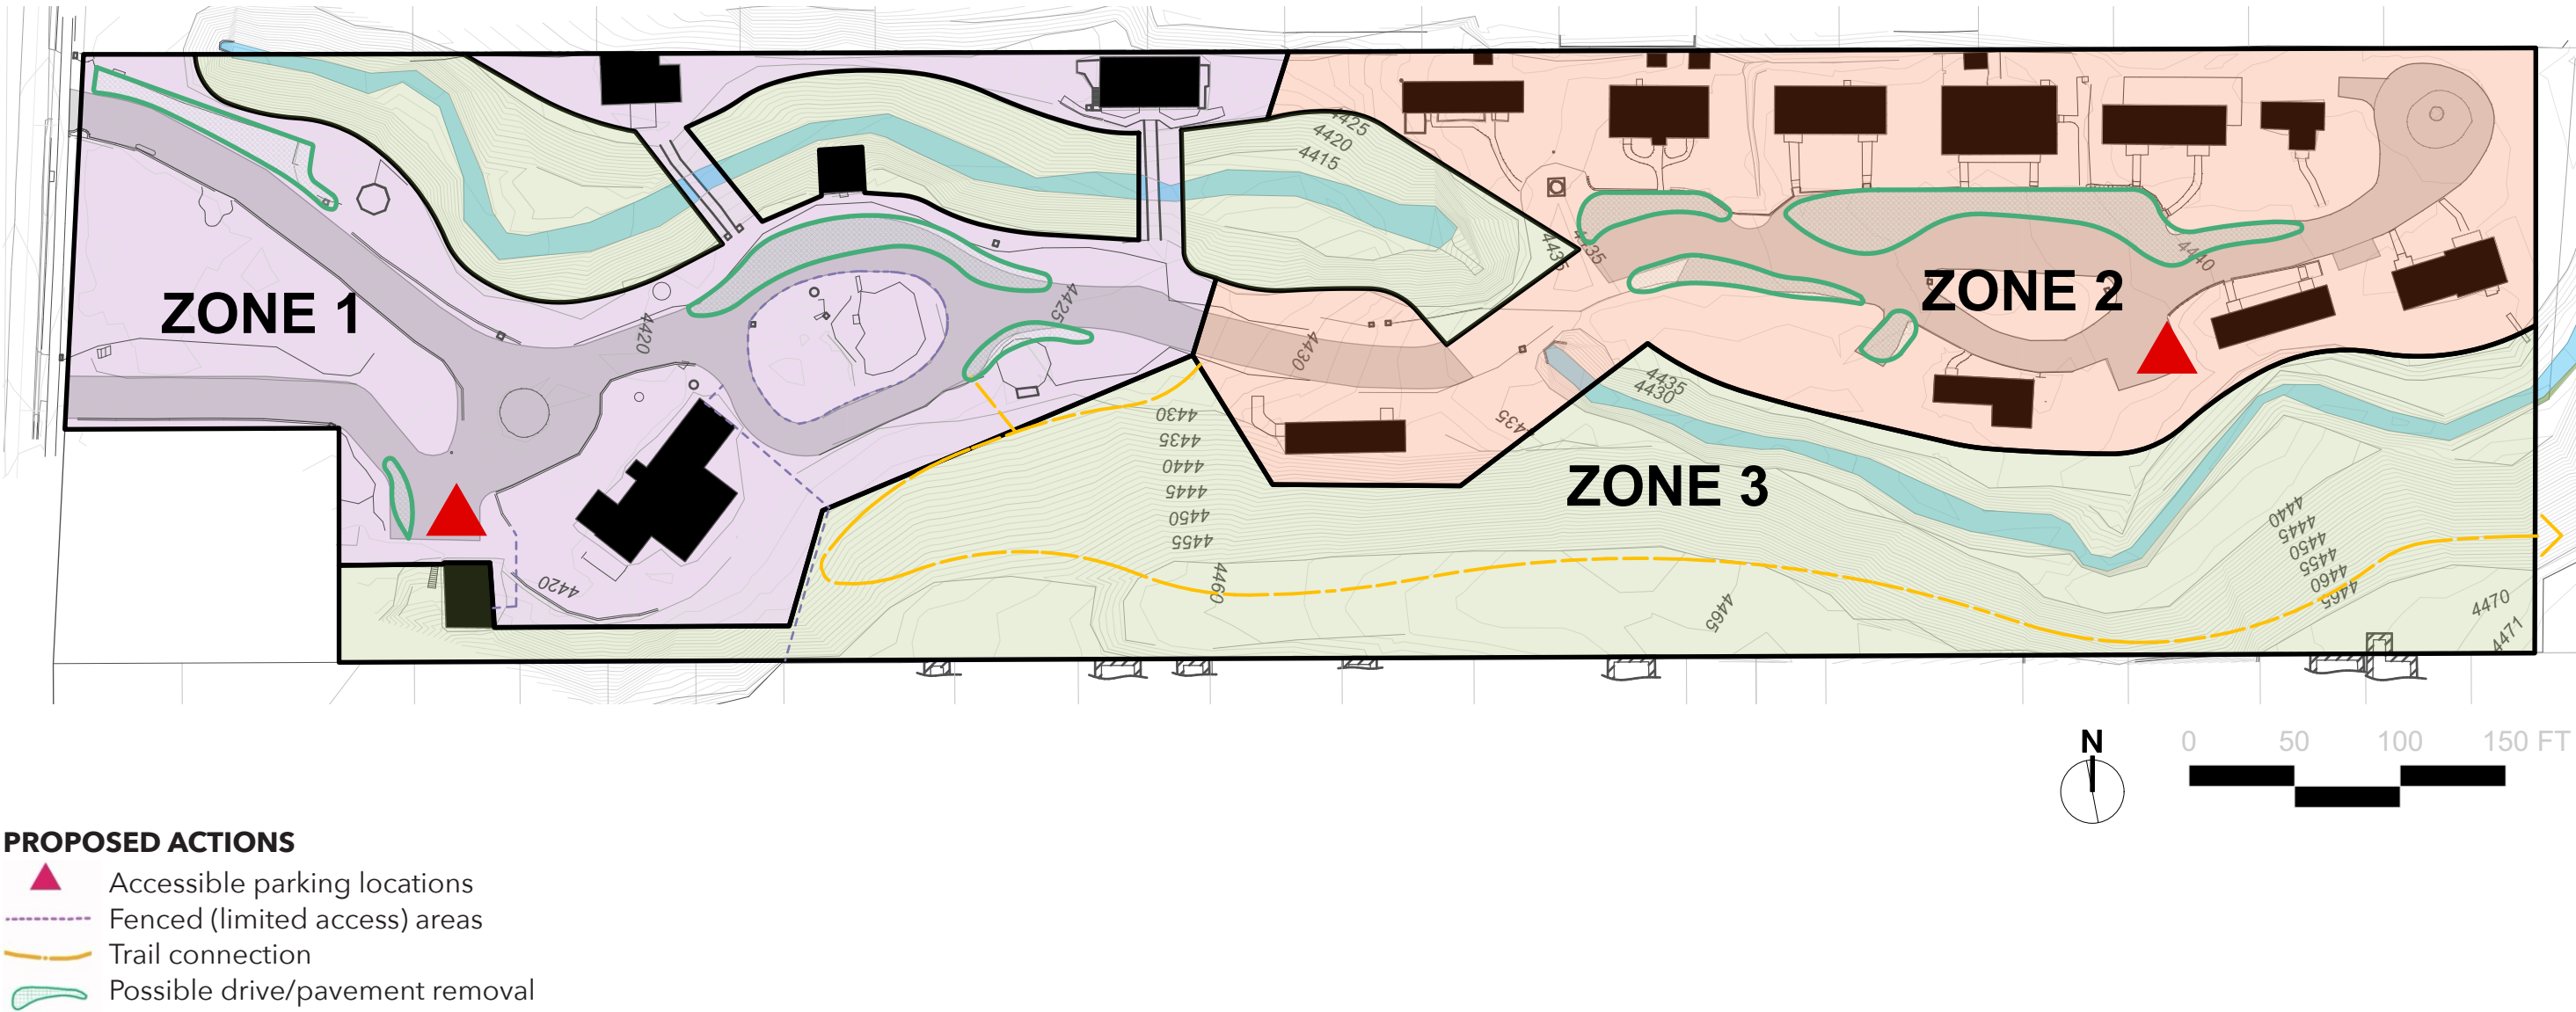 4425
4420
4415
4435
4435
4440
ZONE 1
ZONE 2
4420
4425
4430
4435
4430
4435
ZONE 3
4430
4435
4440
4445
4450
4455
4460
4465
4420
4440
4445
4450
4455
4460
4465
4470
4471
N
0 50 100 150 FT
PROPOSED ACTIONS
Accessible parking locations
Fenced (limited access) areas
Trail connection
Possible drive/pavement removal